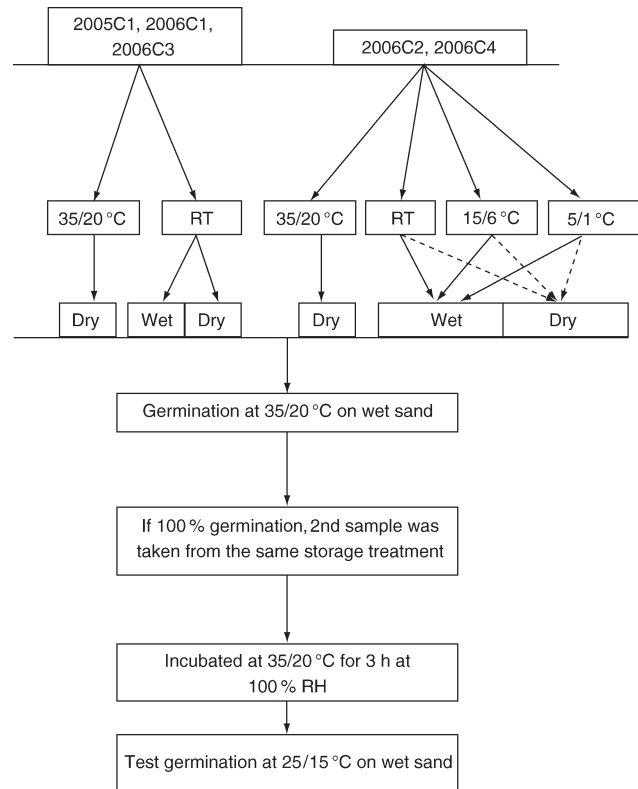 2005C1, 2006C1,
2006C3
2006C2, 2006C4
35/20 °C
RT
35/20 °C
RT
15/6 °C
5/1 °C
Dry
Wet
Dry
Dry
Wet
Dry
Germination at 35/20 °C on wet sand
If 100 % germination, 2nd sample was
taken from the same storage treatment
Incubated at 35/20 °C for 3 h at
100 % RH
Test germination at 25/15 °C on wet sand